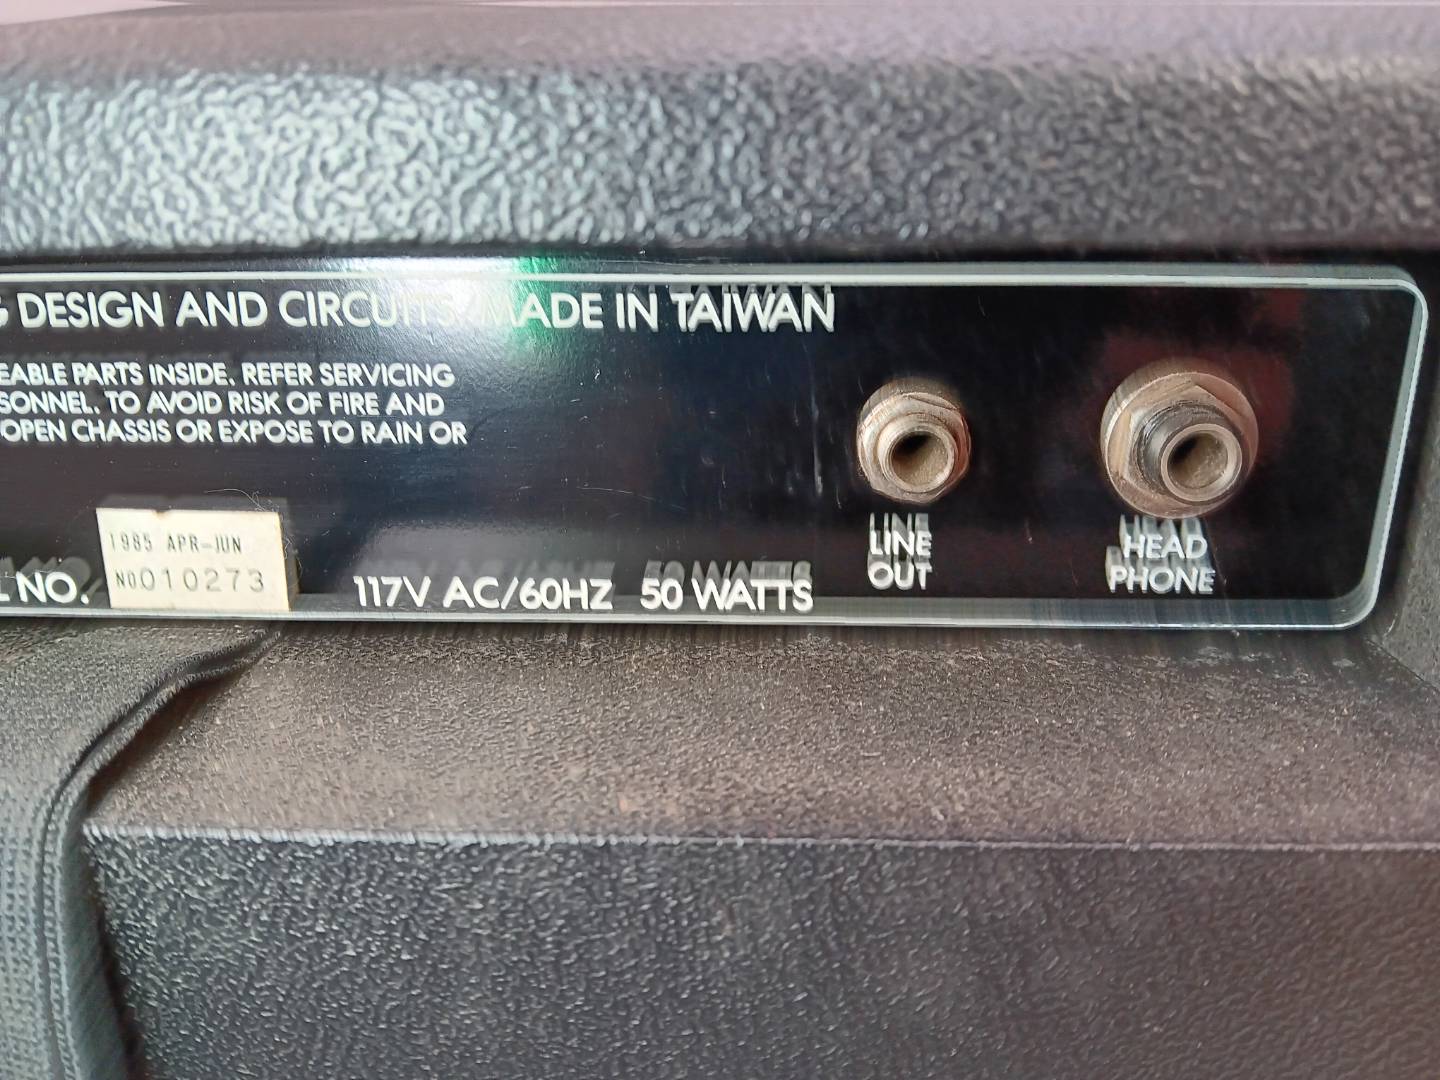 G DESIGN AND CIRCUITS/MADE IN TAIWAN
EABLE PARTS INSIDE. REFER SERVICING
SONNEL. TO AVOID RISK OF FIRE AND
OPEN CHASSIS OR EXPOSE TO RAIN OR
1985 APR-JUN
L NO. NO010273
117V AC/60HZ 50 WATTS
LINE
OUT
HEAD
PHONE